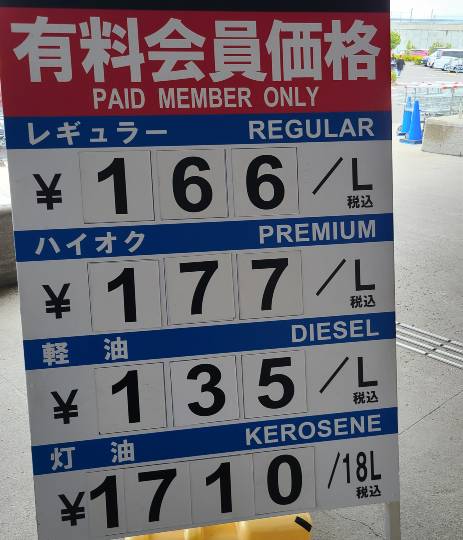 有料会員価格
PAID MEMBER ONLY
レギュラー REGULAR
¥166/L
税込
ハイオク PREMIUM
¥177/L
税込
軽油 DIESEL
¥135/L
税込
灯油 KEROSENE
¥1710/18L
税込